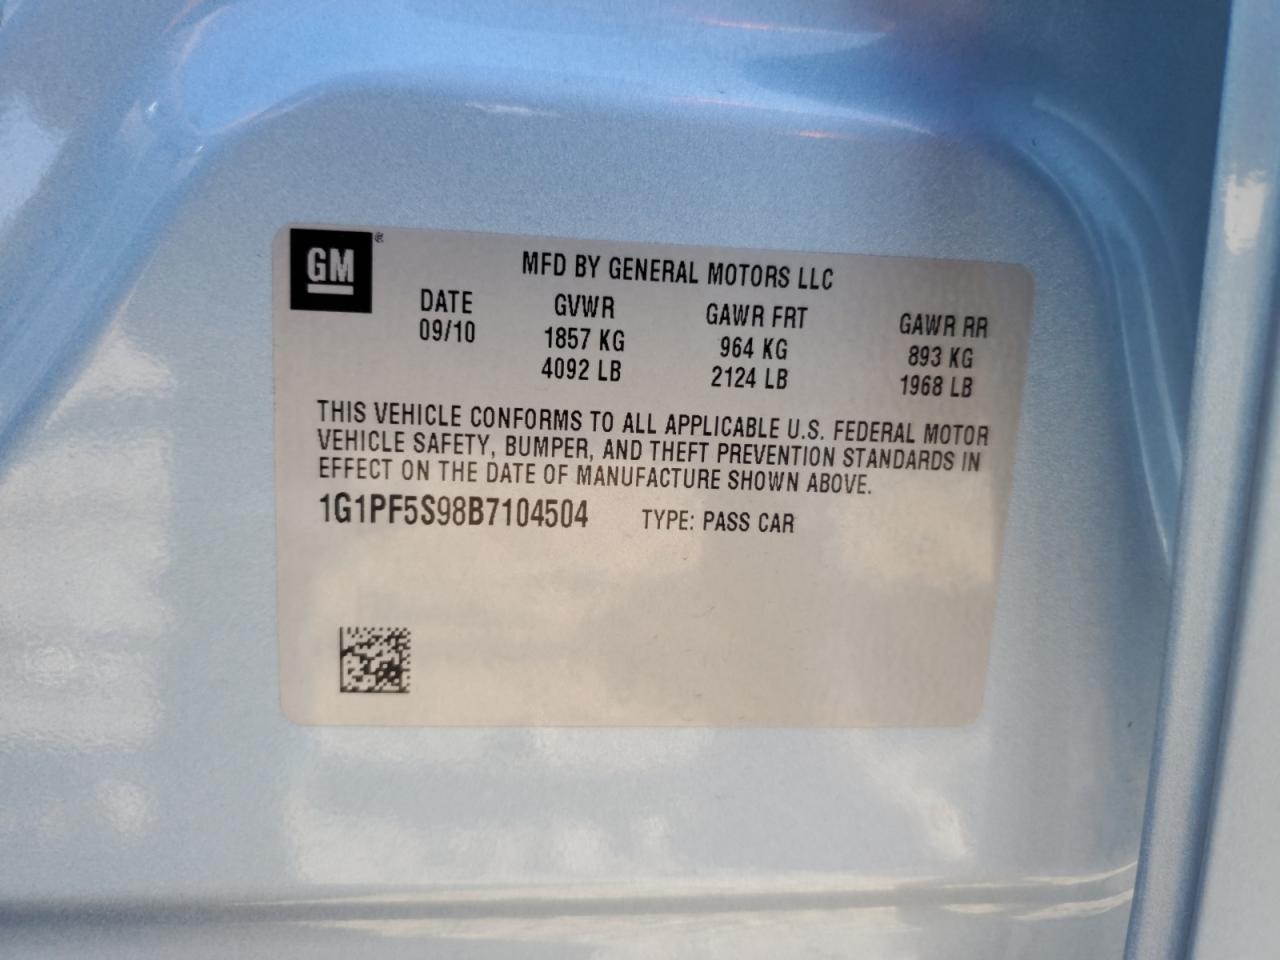 GM®
MFD BY GENERAL MOTORS LLC
DATE GVWR GAWR FRT GAWR RR
09/10 1857 KG 964 KG 893 KG
4092 LB 2124 LB 1968 LB
THIS VEHICLE CONFORMS TO ALL APPLICABLE U.S. FEDERAL MOTOR
VEHICLE SAFETY, BUMPER, AND THEFT PREVENTION STANDARDS IN
EFFECT ON THE DATE OF MANUFACTURE SHOWN ABOVE.
1G1PF5S98B7104504 TYPE: PASS CAR